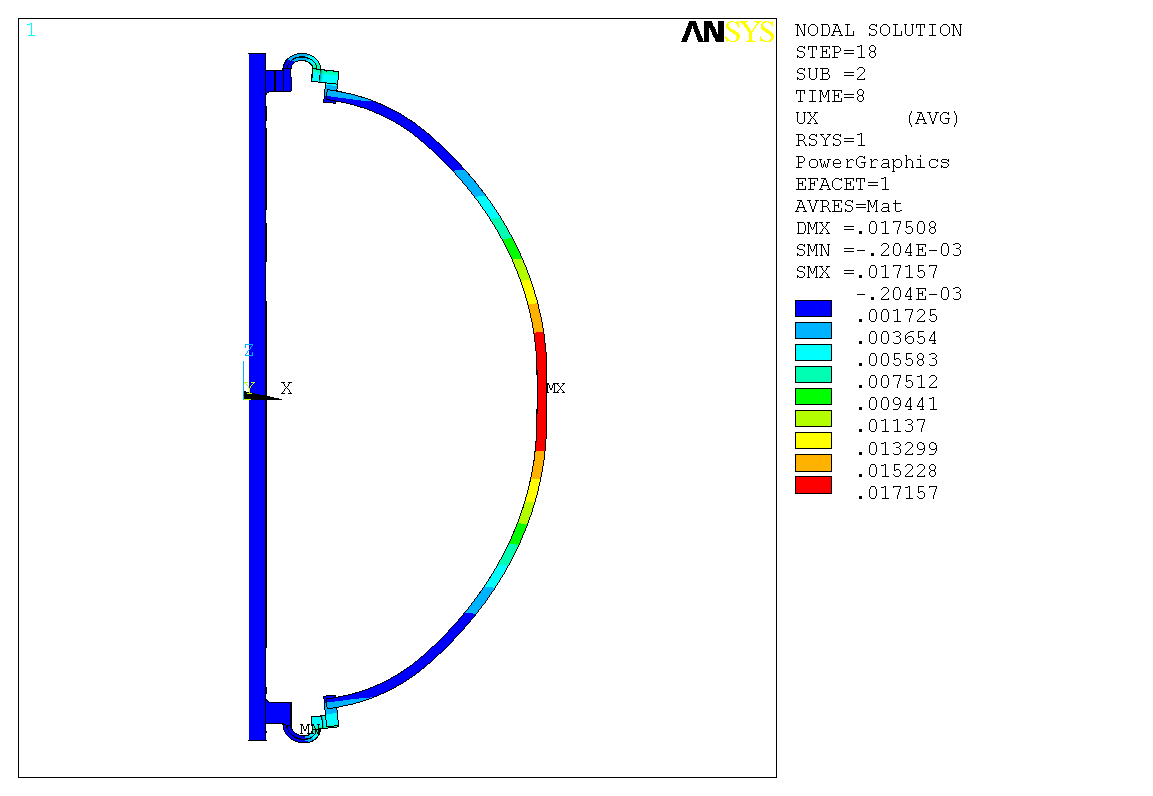 1
ANSYS
NODAL SOLUTION
STEP=18
SUB =2
TIME=8
UX (AVG)
RSYS=1
PowerGraphics
EFACET=1
AVRES=Mat
DMX =.017508
SMN =-.204E-03
SMX =.017157
-.204E-03
.001725
.003654
.005583
.007512
.009441
.01137
.013299
.015228
.017157
Z
Y
X
MX
MN